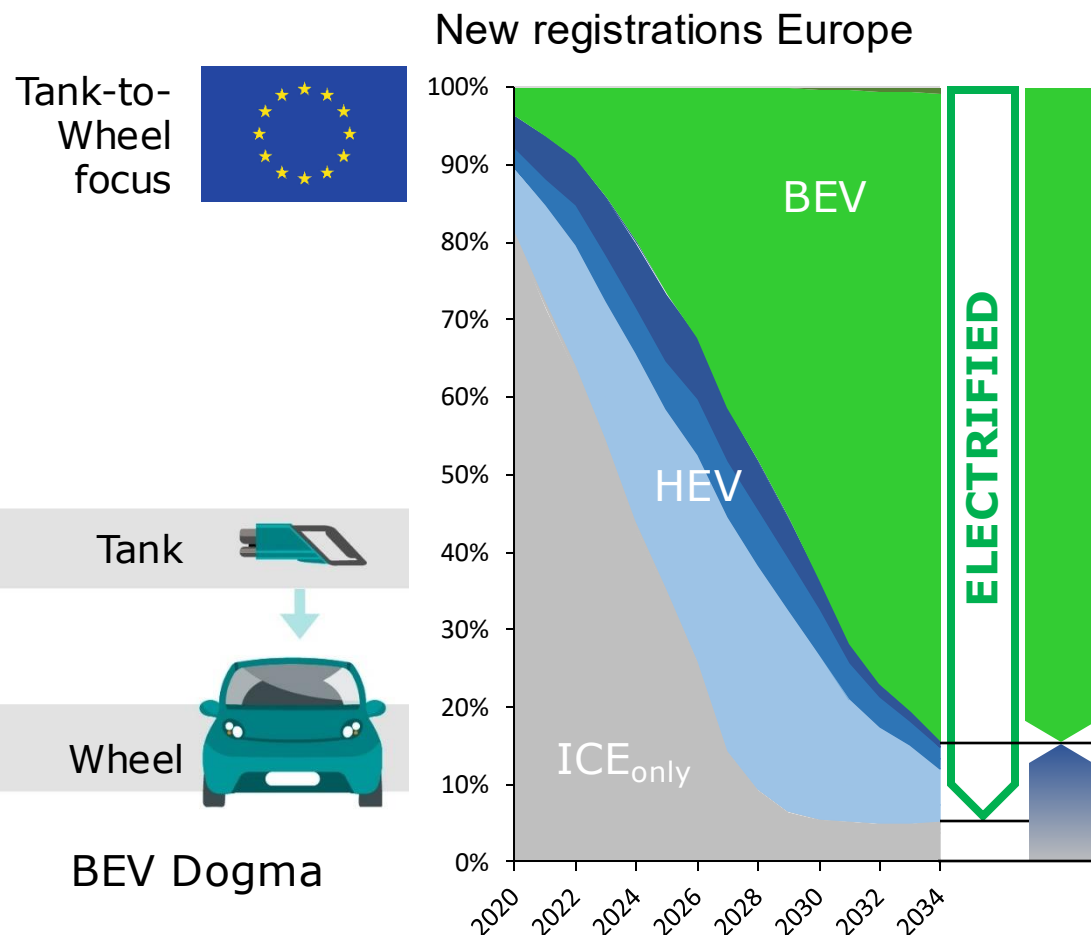 New registrations Europe
Tank-to-
Wheel
focus
100%
90%
80%
70%
60%
50%
40%
30%
20%
10%
0%
BEV
HEV
ICEonly
ELECTRIFIED
Tank
Wheel
BEV Dogma
2020
2022
2024
2026
2028
2030
2032
2034